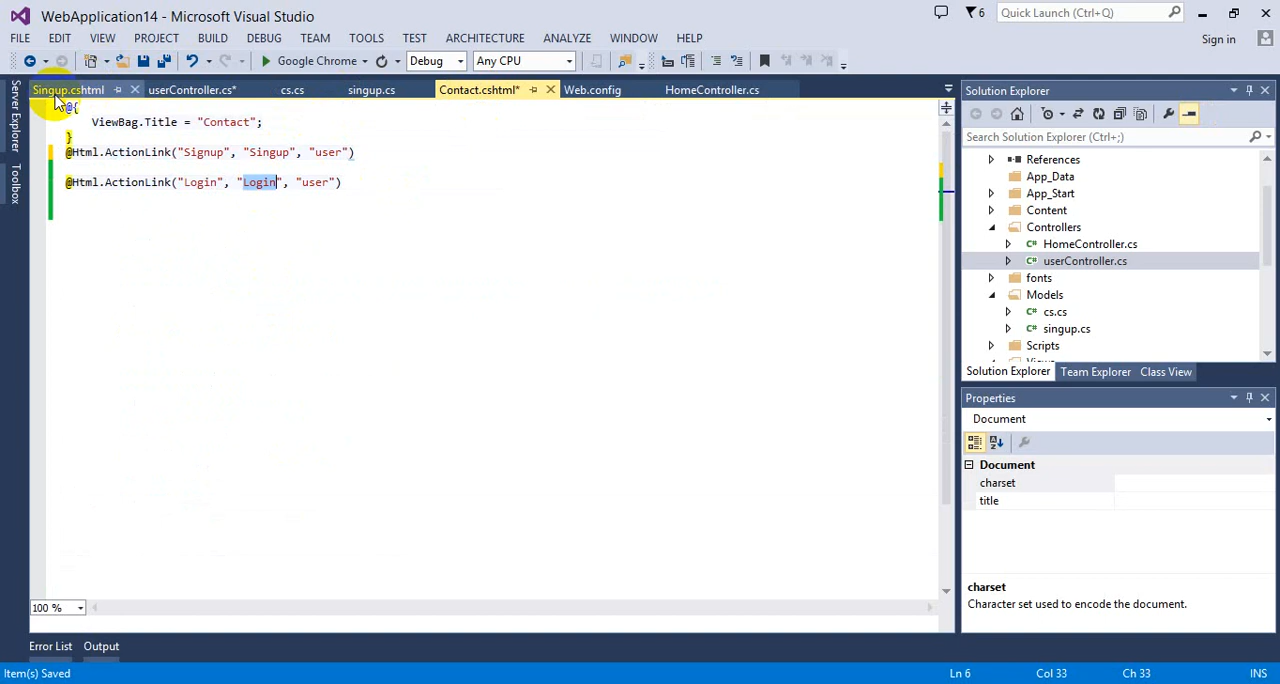 WebApplication14 - Microsoft Visual Studio
6
Quick Launch (Ctrl+Q)
FILE EDIT VIEW PROJECT BUILD DEBUG TEAM TOOLS TEST ARCHITECTURE ANALYZE WINDOW HELP
Sign in
Google Chrome Debug Any CPU
Server Explorer
Toolbox
Singup.cshtml userController.cs* cs.cs singup.cs Contact.cshtml* Web.config HomeController.cs
@{
ViewBag.Title = "Contact";
}
@Html.ActionLink("Signup", "Singup", "user")
@Html.ActionLink("Login", "Login", "user")
100 %
Solution Explorer
Search Solution Explorer (Ctrl+;)
References
App_Data
App_Start
Content
Controllers
HomeController.cs
userController.cs
fonts
Models
cs.cs
singup.cs
Scripts
Views
Solution Explorer Team Explorer Class View
Properties
Document
Document
charset
title
charset
Character set used to encode the document.
Error List Output
Item(s) Saved Ln 6 Col 33 Ch 33 INS